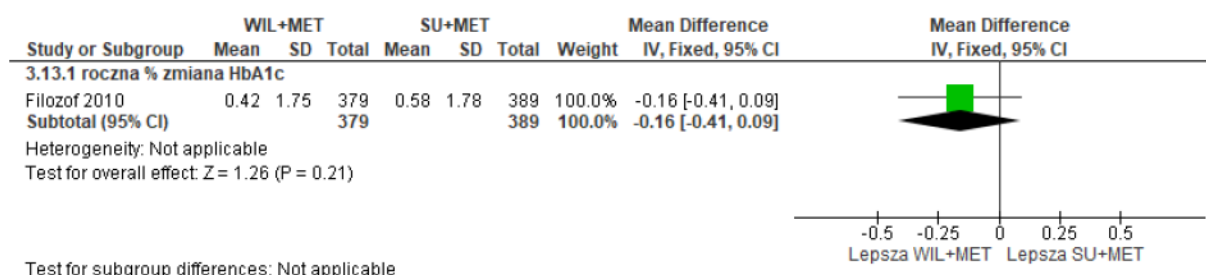 WIL+MET SU+MET Mean Difference Mean Difference
Study or Subgroup Mean SD Total Mean SD Total Weight IV, Fixed, 95% CI IV, Fixed, 95% CI
3.13.1 roczna % zmiana HbA1c
Filozof 2010 0.42 1.75 379 0.58 1.78 389 100.0% -0.16 [-0.41, 0.09]
Subtotal (95% CI) 379 389 100.0% -0.16 [-0.41, 0.09]
Heterogeneity: Not applicable
Test for overall effect: Z = 1.26 (P = 0.21)
-0.5 -0.25 0 0.25 0.5
Lepsza WIL+MET Lepsza SU+MET
Test for subgroup differences: Not applicable